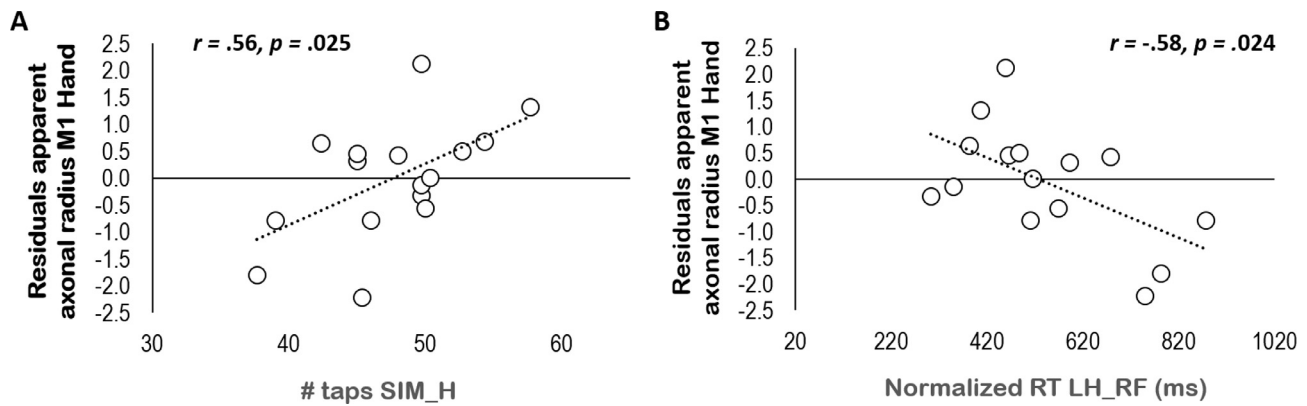 A
r = .56, p = .025
Residuals apparent
axonal radius M1 Hand
2.5
2.0
1.5
1.0
0.5
0.0
-0.5
-1.0
-1.5
-2.0
-2.5
30 40 50 60
# taps SIM_H
B
r = -.58, p = .024
Residuals apparent
axonal radius M1 Hand
2.5
2.0
1.5
1.0
0.5
0.0
-0.5
-1.0
-1.5
-2.0
-2.5
20 220 420 620 820 1020
Normalized RT LH_RF (ms)